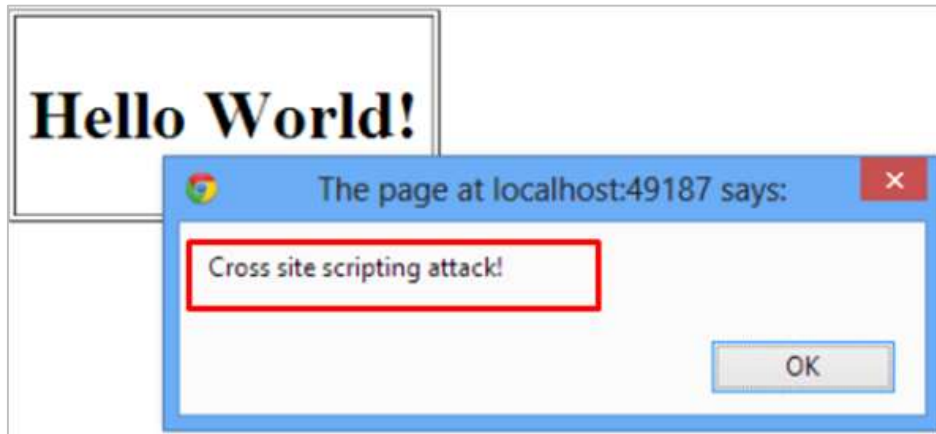 Hello World!
The page at localhost:49187 says:
Cross site scripting attack!
OK